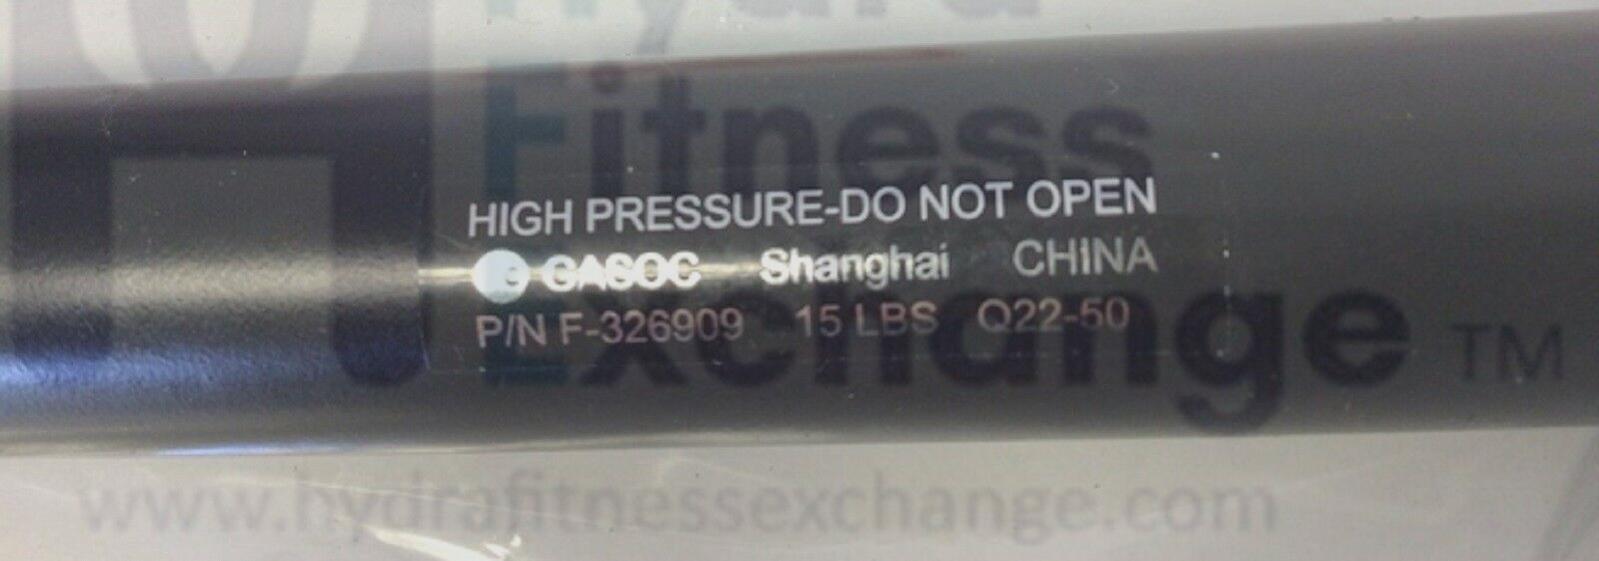 Hydra
Fitness
Exchange TM
HIGH PRESSURE-DO NOT OPEN
GASOC Shanghai CHINA
P/N F-326909 15 LBS Q22-50
www.hydrafitnessexchange.com